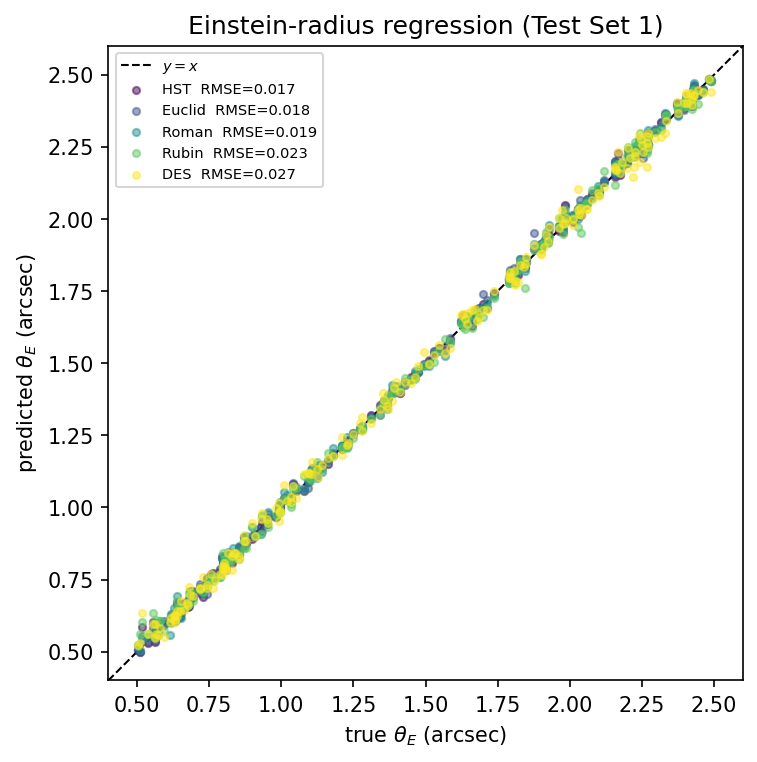 Einstein-radius regression (Test Set 1)
y = x
HST RMSE=0.017
Euclid RMSE=0.018
Roman RMSE=0.019
Rubin RMSE=0.023
DES RMSE=0.027
predicted θ_E (arcsec)
2.50
2.25
2.00
1.75
1.50
1.25
1.00
0.75
0.50
0.50 0.75 1.00 1.25 1.50 1.75 2.00 2.25 2.50
true θ_E (arcsec)